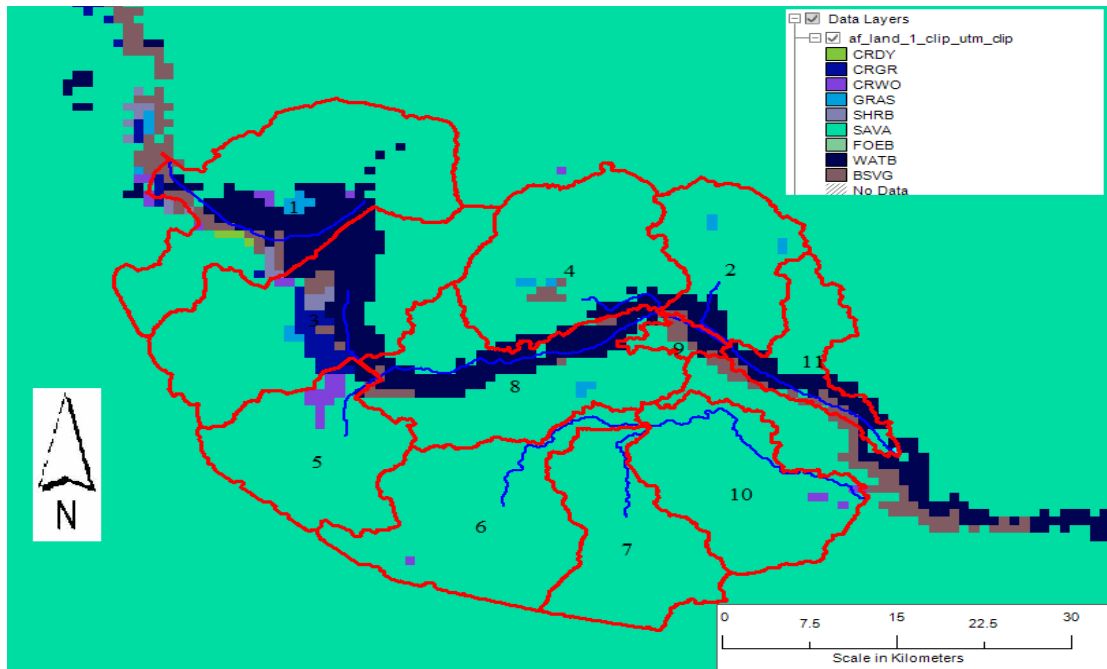 Data Layers
af_land_1_clip_utm_clip
CRDY
CRGR
CRWO
GRAS
SHRB
SAVA
FOEB
WATB
BSVG
No Data
1
4
2
3
9
11
8
5
6
10
7
N
0 15 30
7.5 22.5
Scale in Kilometers